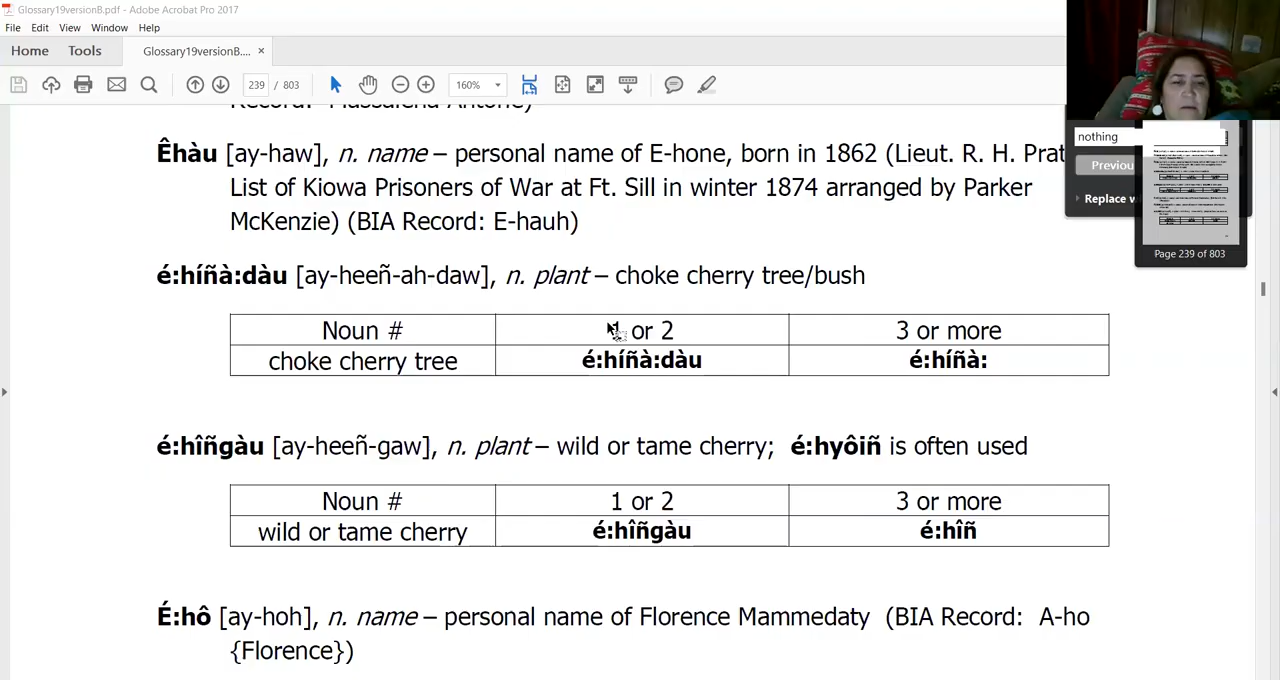 Glossary19versionB.pdf - Adobe Acrobat Pro 2017
File Edit View Window Help
Home Tools Glossary19versionB.... ×
239 / 803 160%
Record: Massalena Antone)
Êhàu [ay-haw], n. name – personal name of E-hone, born in 1862 (Lieut. R. H. Prat
List of Kiowa Prisoners of War at Ft. Sill in winter 1874 arranged by Parker
McKenzie) (BIA Record: E-hauh)
é:híñà:dàu [ay-heeñ-ah-daw], n. plant – choke cherry tree/bush
Noun # 1 or 2 3 or more
choke cherry tree é:híñà:dàu é:híñà:
é:hîñgàu [ay-heeñ-gaw], n. plant – wild or tame cherry; é:hyôiñ is often used
Noun # 1 or 2 3 or more
wild or tame cherry é:hîñgàu é:hîñ
É:hô [ay-hoh], n. name – personal name of Florence Mammedaty (BIA Record: A-ho
{Florence})
nothing
Previou
Replace w
Page 239 of 803